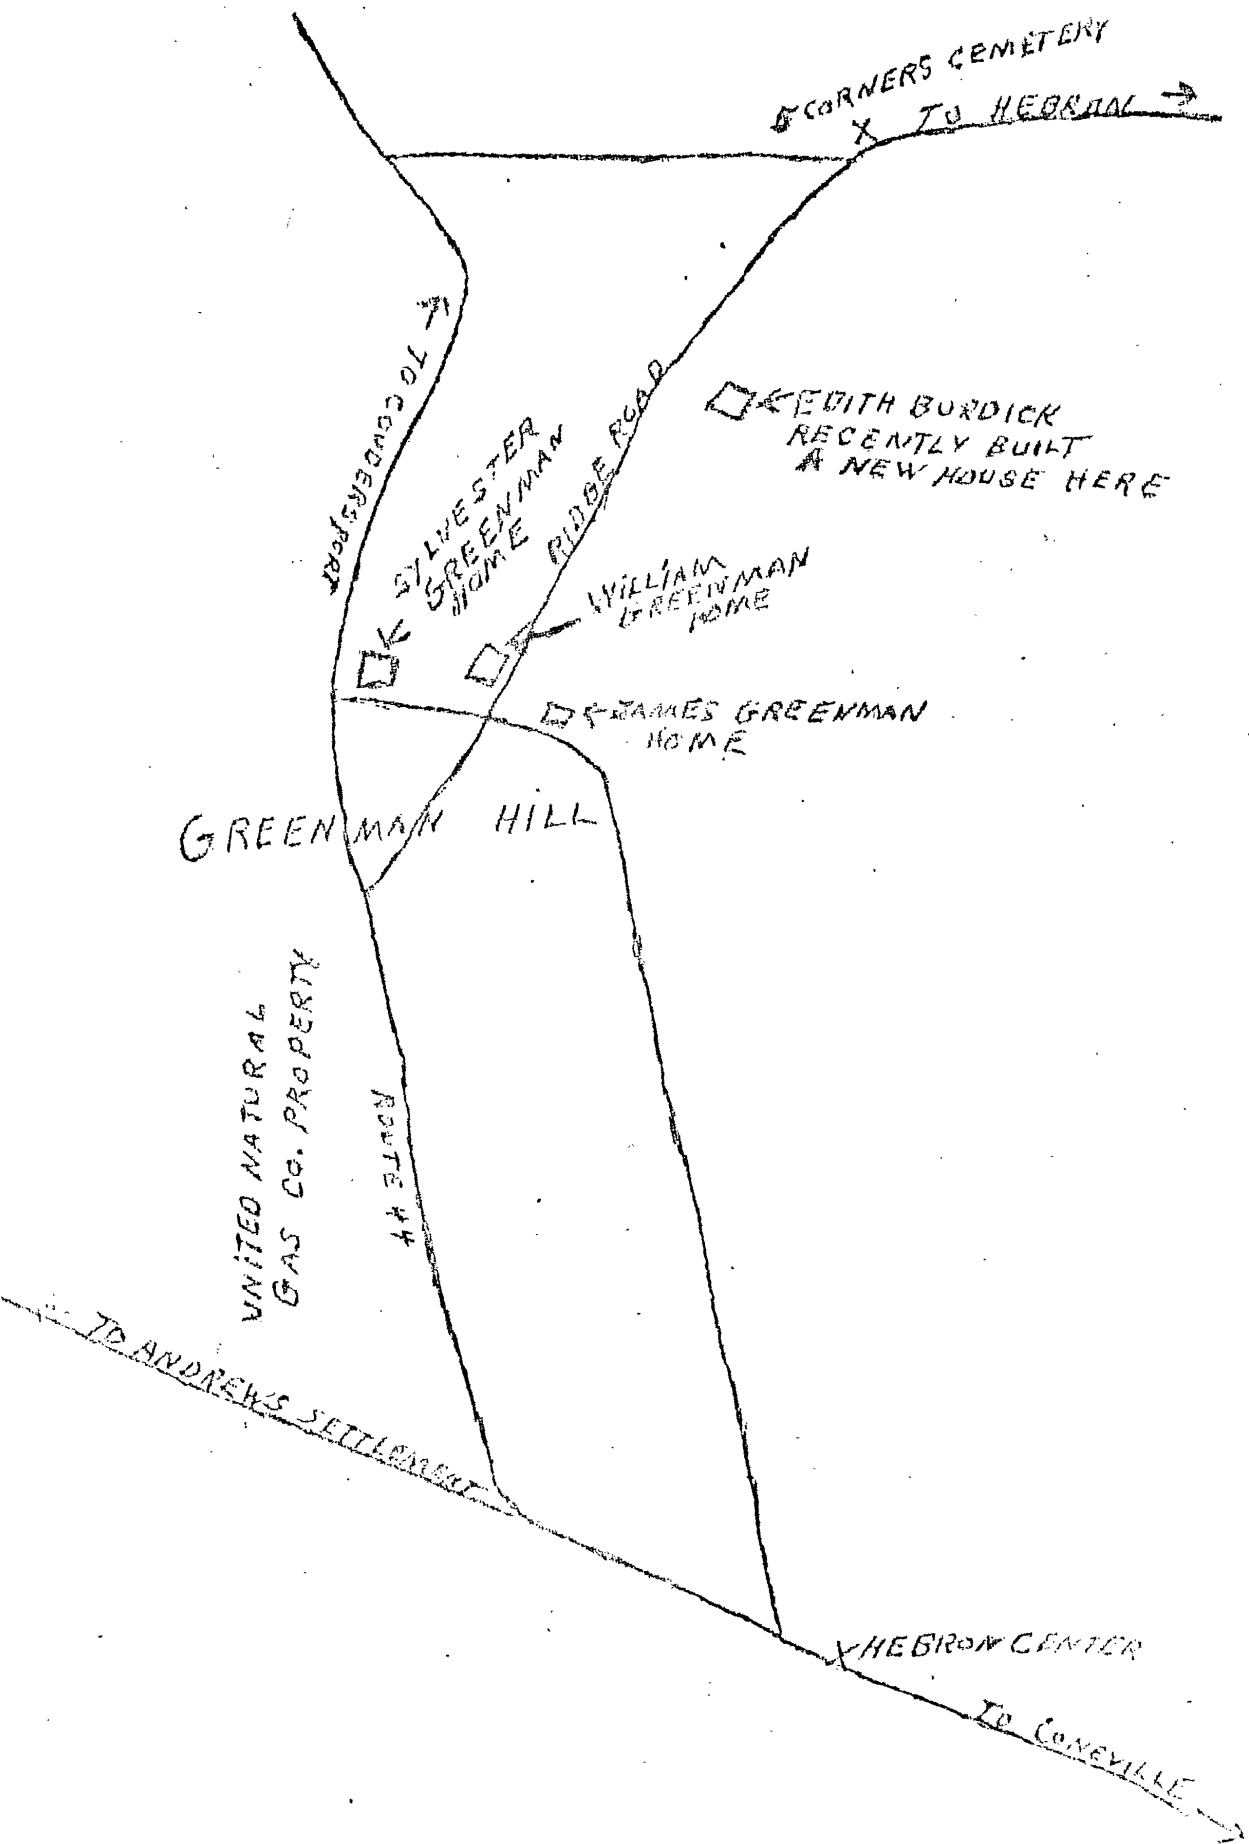 5 CORNERS CEMETERY
X TO HEBRON →
TO COUDERSPORT →
← EDITH BURDICK
RECENTLY BUILT
A NEW HOUSE HERE
RIDGE ROAD
SYLVESTER
GREENMAN
HOME
WILLIAM
GREENMAN
HOME
← JAMES GREENMAN
HOME
GREENMAN HILL
UNITED NATURAL
GAS CO. PROPERTY
ROUTE 44
TO ANDREWS SETTLEMENT
X HEBRON CENTER
TO CONEVILLE →